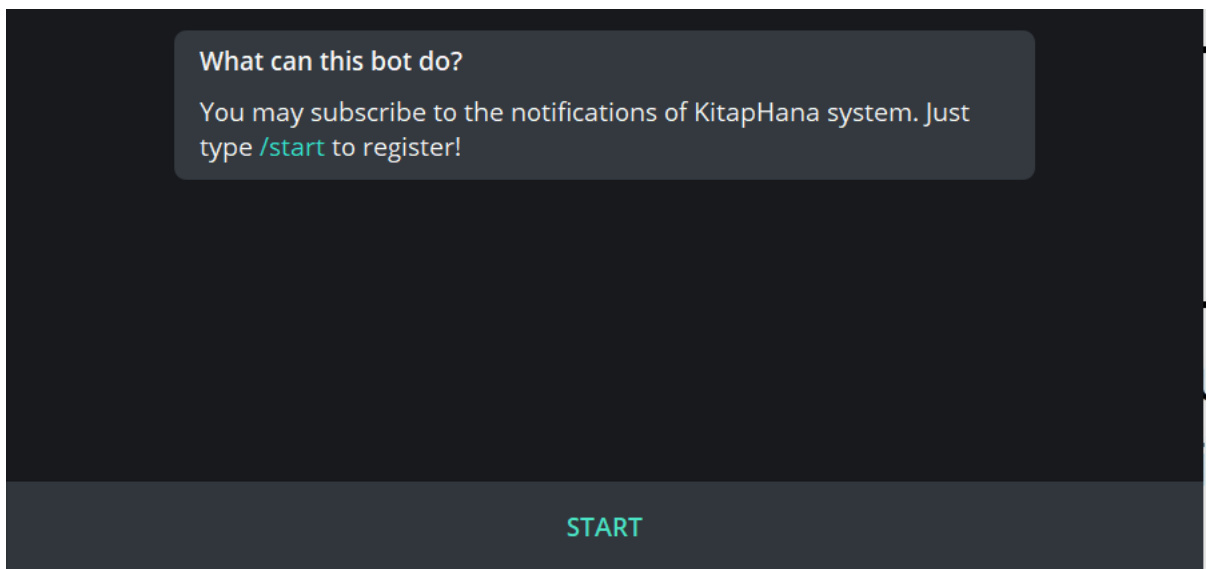 What can this bot do?
You may subscribe to the notifications of KitapHana system. Just
type /start to register!
START